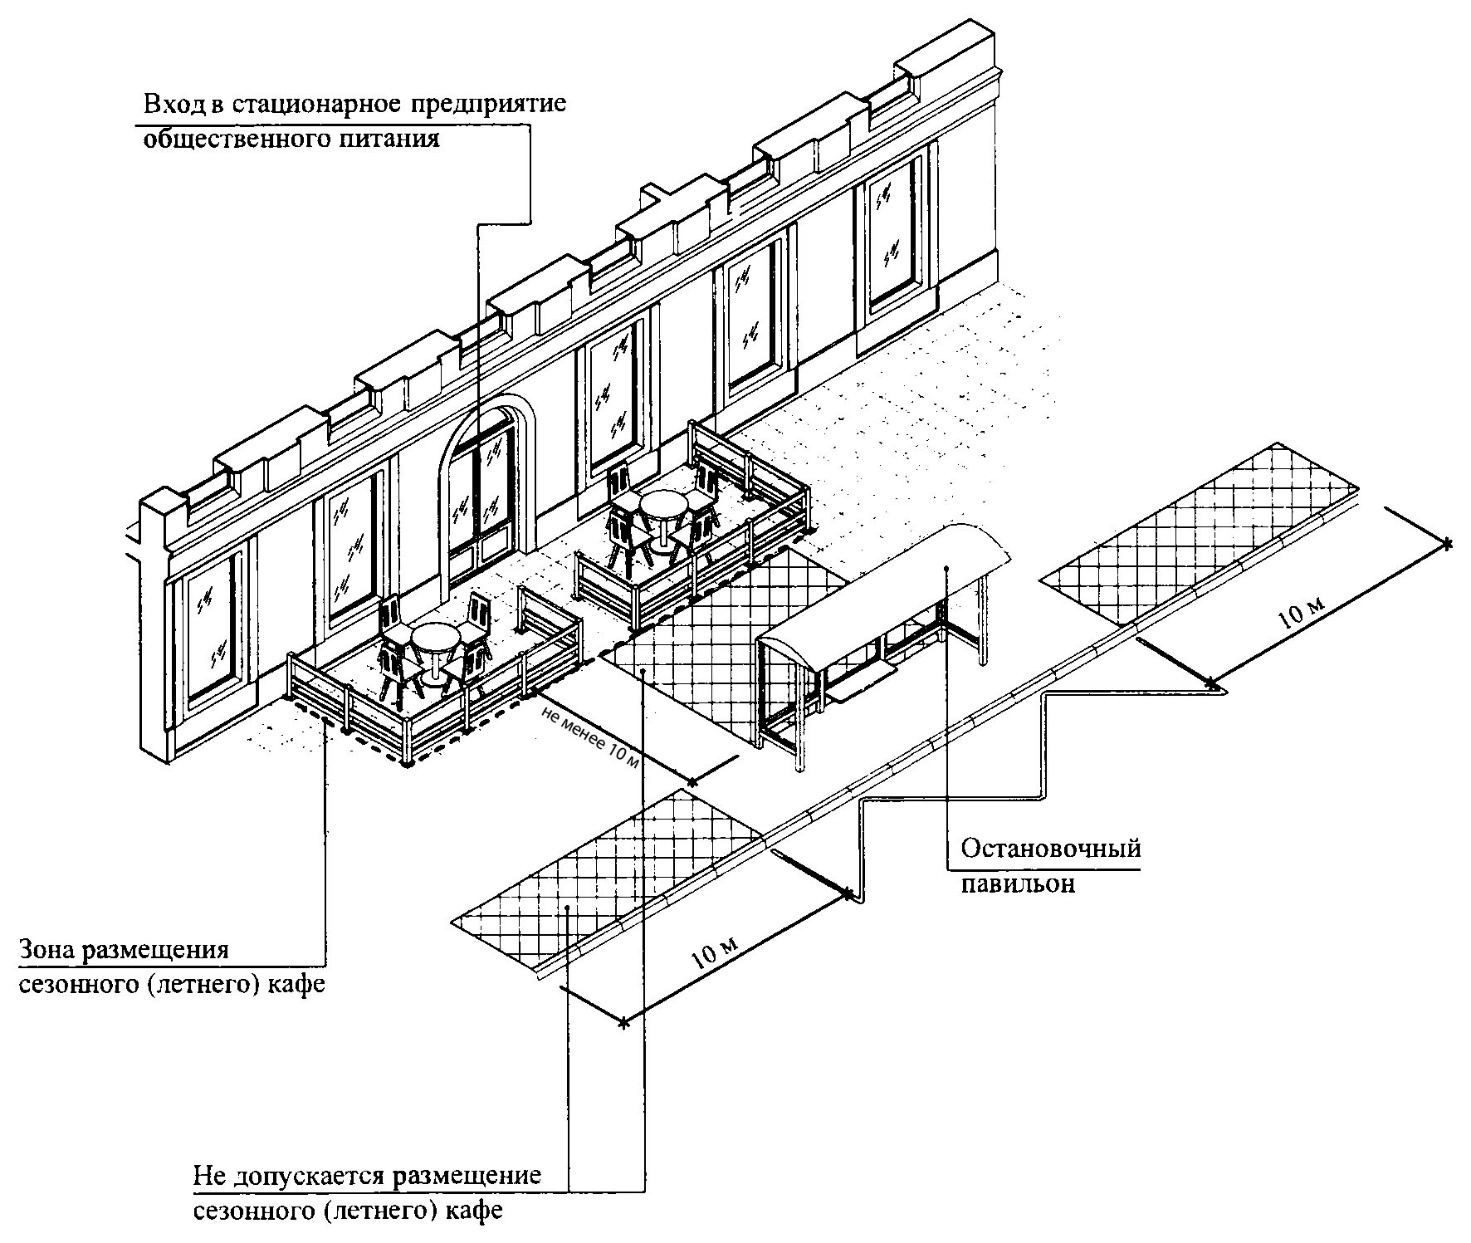 Вход в стационарное предприятие
общественного питания
10 м
не менее 10 м
Остановочный
павильон
Зона размещения
сезонного (летнего) кафе
10 м
Не допускается размещение
сезонного (летнего) кафе